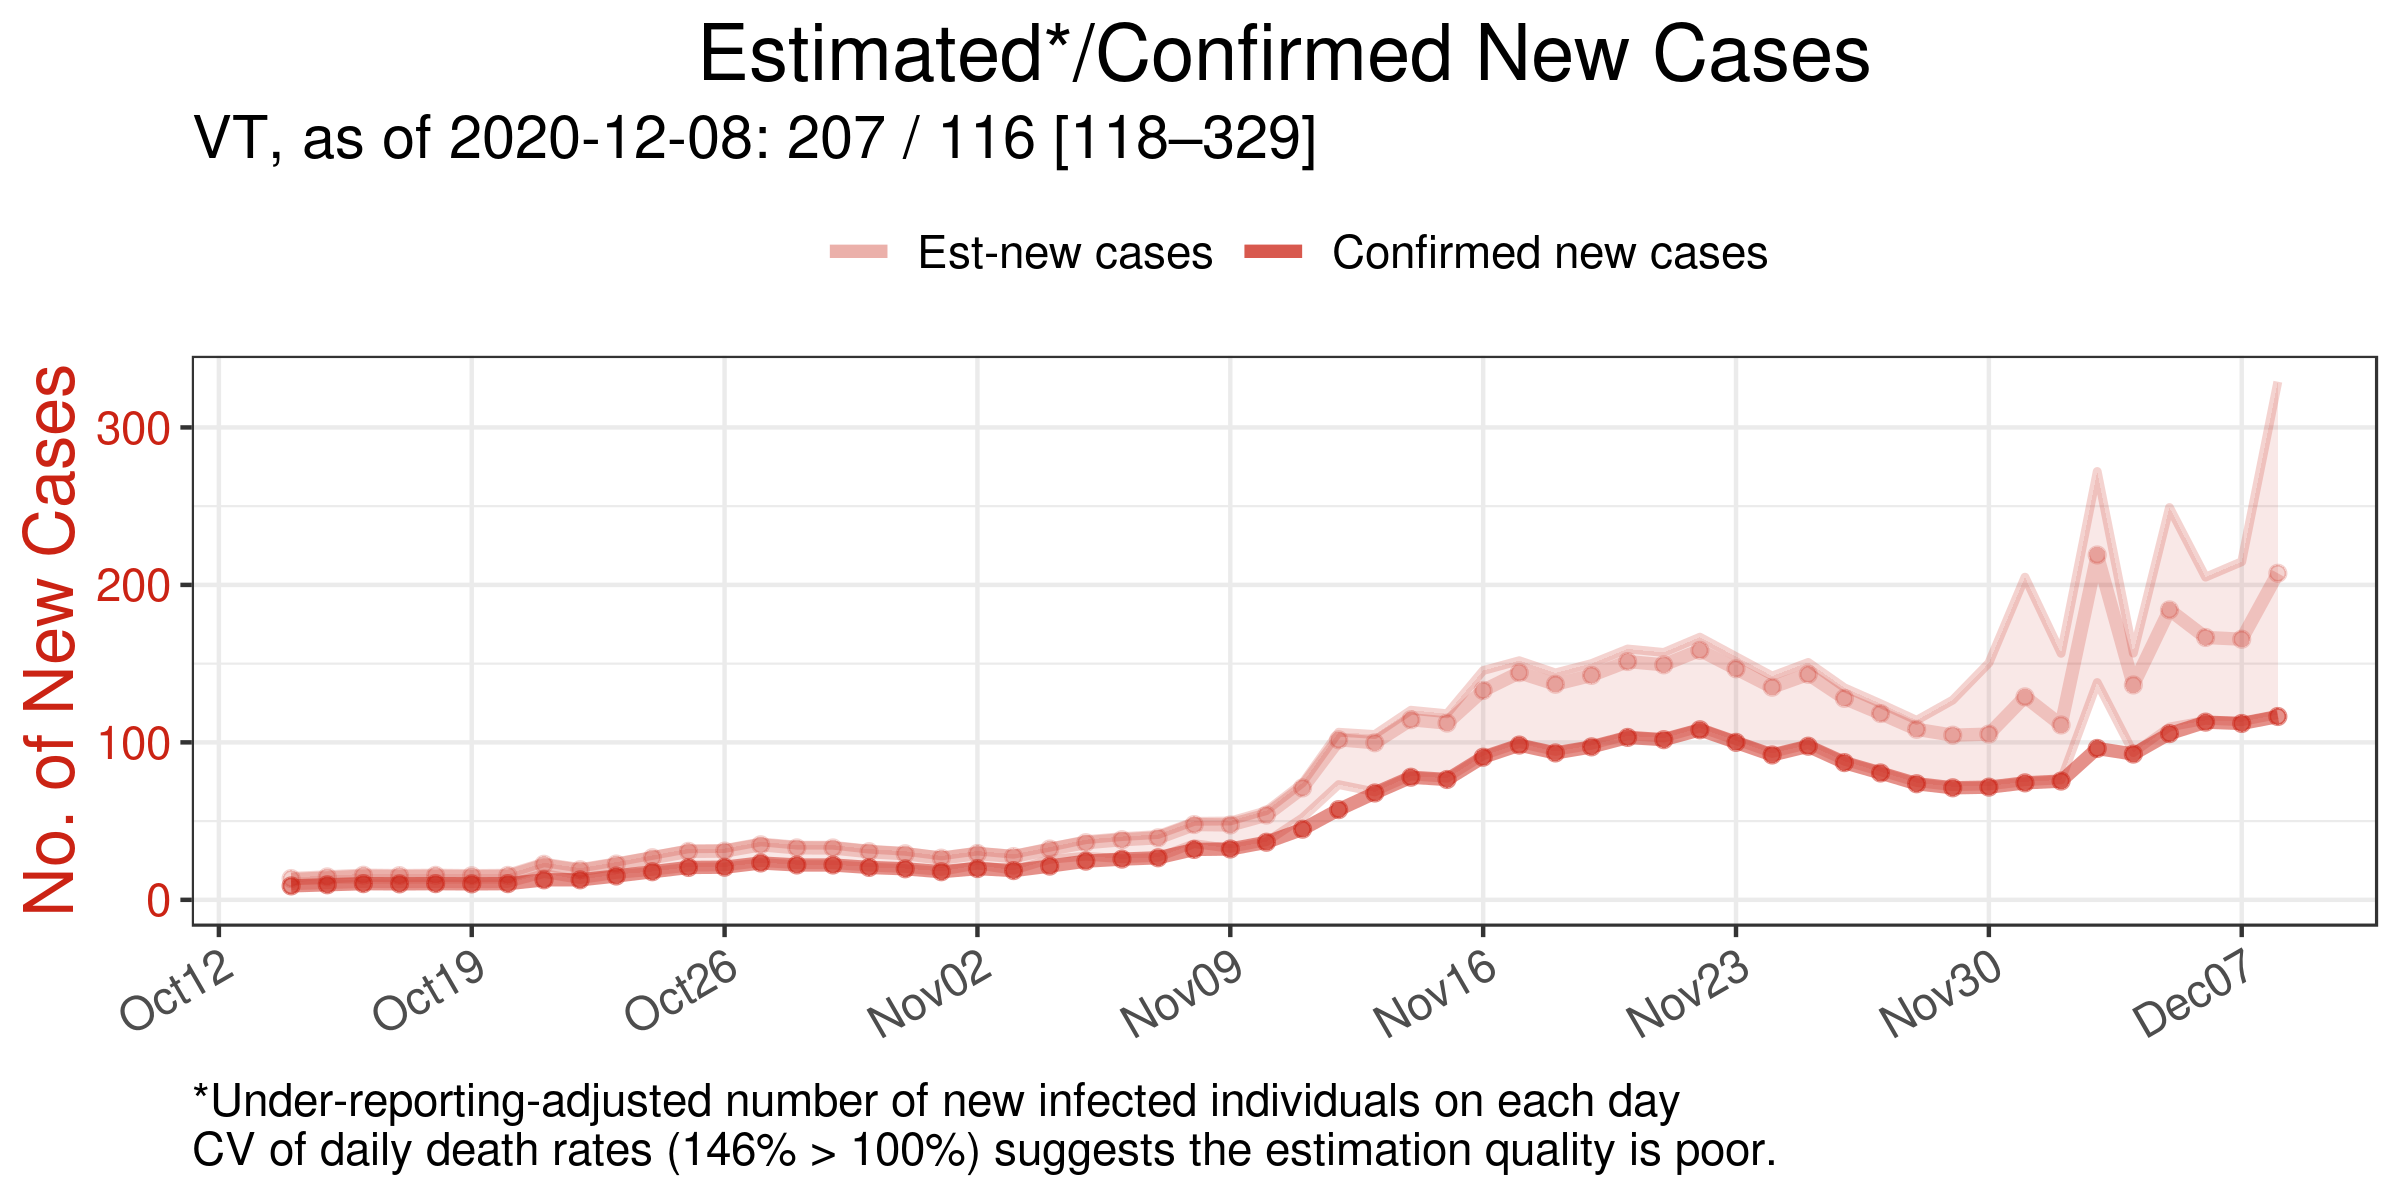 Estimated*/Confirmed New Cases
VT, as of 2020-12-08: 207 / 116 [118–329]
Est-new cases
Confirmed new cases
No. of New Cases
300
200
100
0
Oct12
Oct19
Oct26
Nov02
Nov09
Nov16
Nov23
Nov30
Dec07
*Under-reporting-adjusted number of new infected individuals on each day
CV of daily death rates (146% > 100%) suggests the estimation quality is poor.